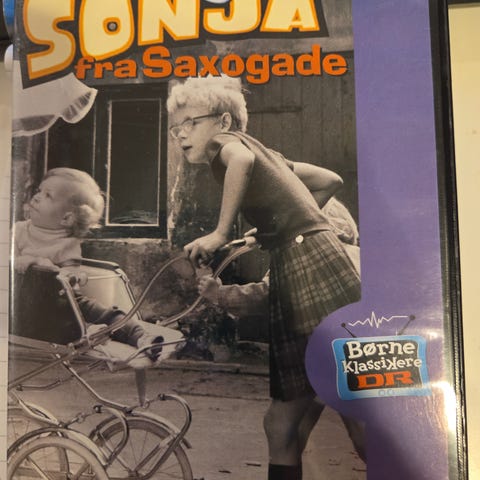 SONJA
fra Saxogade
Børne
Klassikere
DR